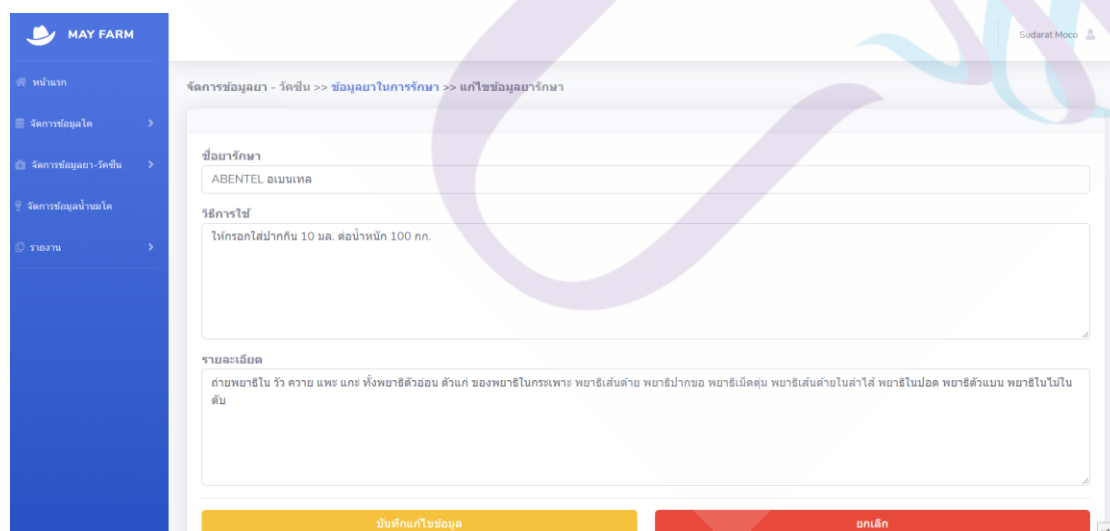 MAY FARM
Sudarat Moco
หน้าแรก
จัดการข้อมูลโค
จัดการข้อมูลยา-วัคซีน
จัดการข้อมูลน้ำนมโค
รายงาน
จัดการข้อมูลยา - วัคซีน >> ข้อมูลยาในการรักษา >> แก้ไขข้อมูลยารักษา
ชื่อยารักษา
ABENTEL อเบนเทล
วิธีการใช้
ให้กรอกใส่ปากกิน 10 มล. ต่อน้ำหนัก 100 กก.
รายละเอียด
ถ่ายพยาธิใน วัว ควาย แพะ แกะ ทั้งพยาธิตัวอ่อน ตัวแก่ ของพยาธิในกระเพาะ พยาธิเส้นด้าย พยาธิปากขอ พยาธิเม็ดตุ่ม พยาธิเส้นด้ายในลำไส้ พยาธิในปอด พยาธิตัวแบน พยาธิใบไม้ใน
ตับ
บันทึกแก้ไขข้อมูล
ยกเลิก